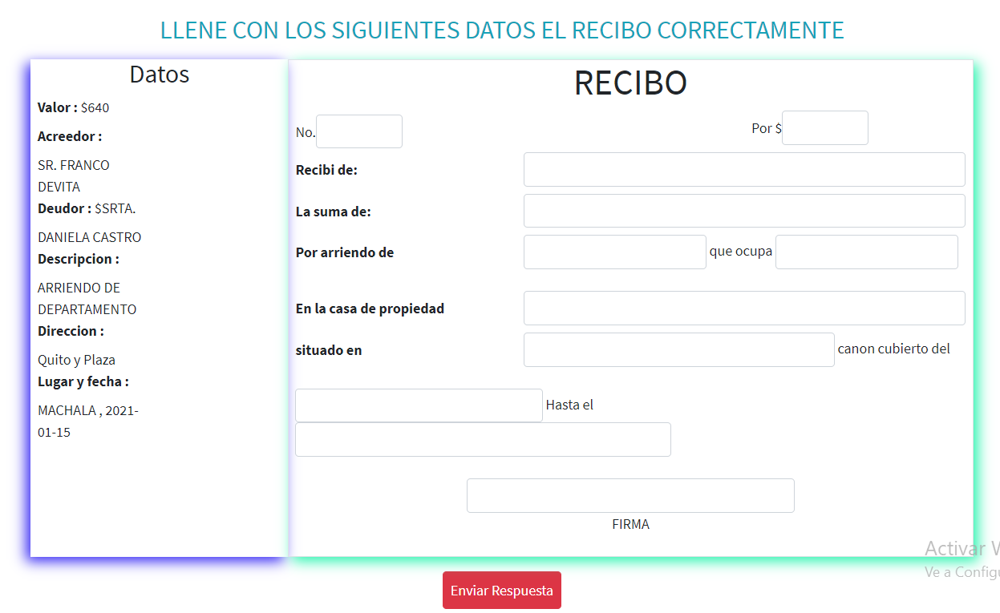 LLENE CON LOS SIGUIENTES DATOS EL RECIBO CORRECTAMENTE
Datos
Valor : $640
Acreedor :
SR. FRANCO
DEVITA
Deudor : $SRTA.
DANIELA CASTRO
Descripcion :
ARRIENDO DE
DEPARTAMENTO
Direccion :
Quito y Plaza
Lugar y fecha :
MACHALA , 2021-
01-15
RECIBO
No.
Por $
Recibi de:
La suma de:
Por arriendo de
que ocupa
En la casa de propiedad
situado en
canon cubierto del
Hasta el
FIRMA
Enviar Respuesta
Activar
Ve a